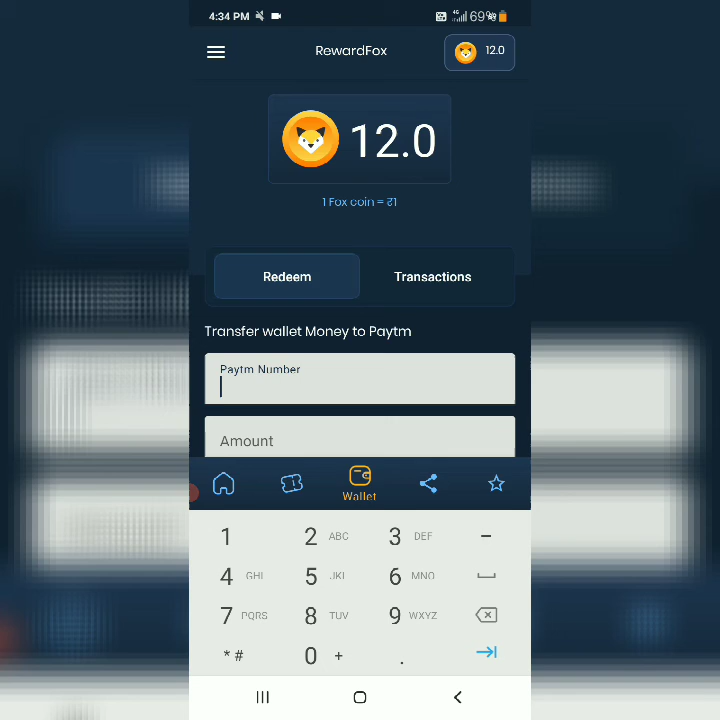 4:34 PM 4G 69%
RewardFox 12.0
12.0
1 Fox coin = ₹1
Redeem Transactions
Transfer wallet Money to Paytm
Paytm Number
Amount
Wallet
1 2 ABC 3 DEF -
4 GHI 5 JKL 6 MNO
7 PQRS 8 TUV 9 WXYZ
* # 0 + .